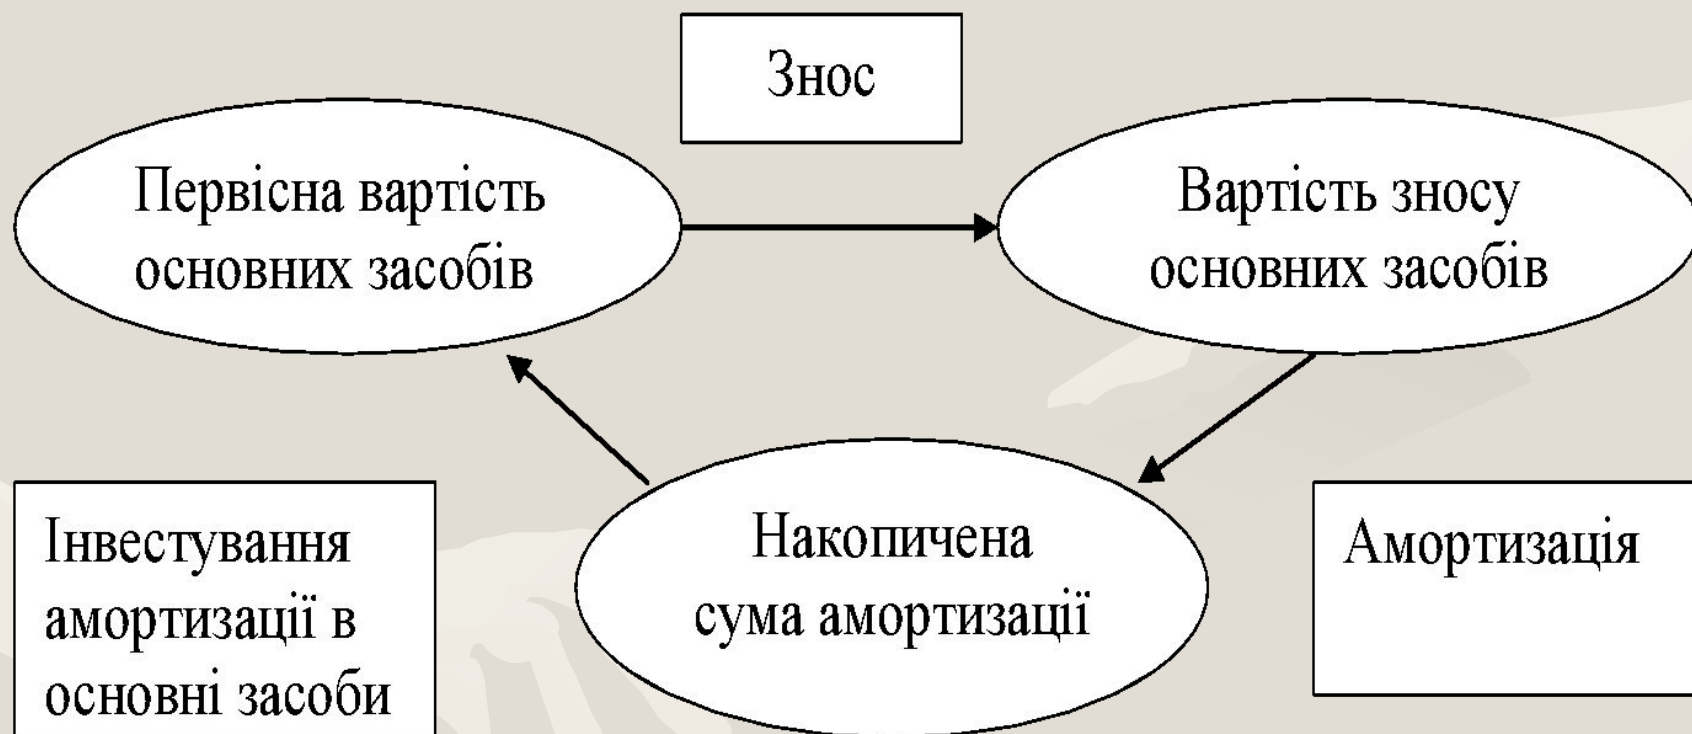 Знос
Первісна вартість
основних засобів
Вартість зносу
основних засобів
Накопичена
сума амортизації
Інвестування
амортизації в
основні засоби
Амортизація